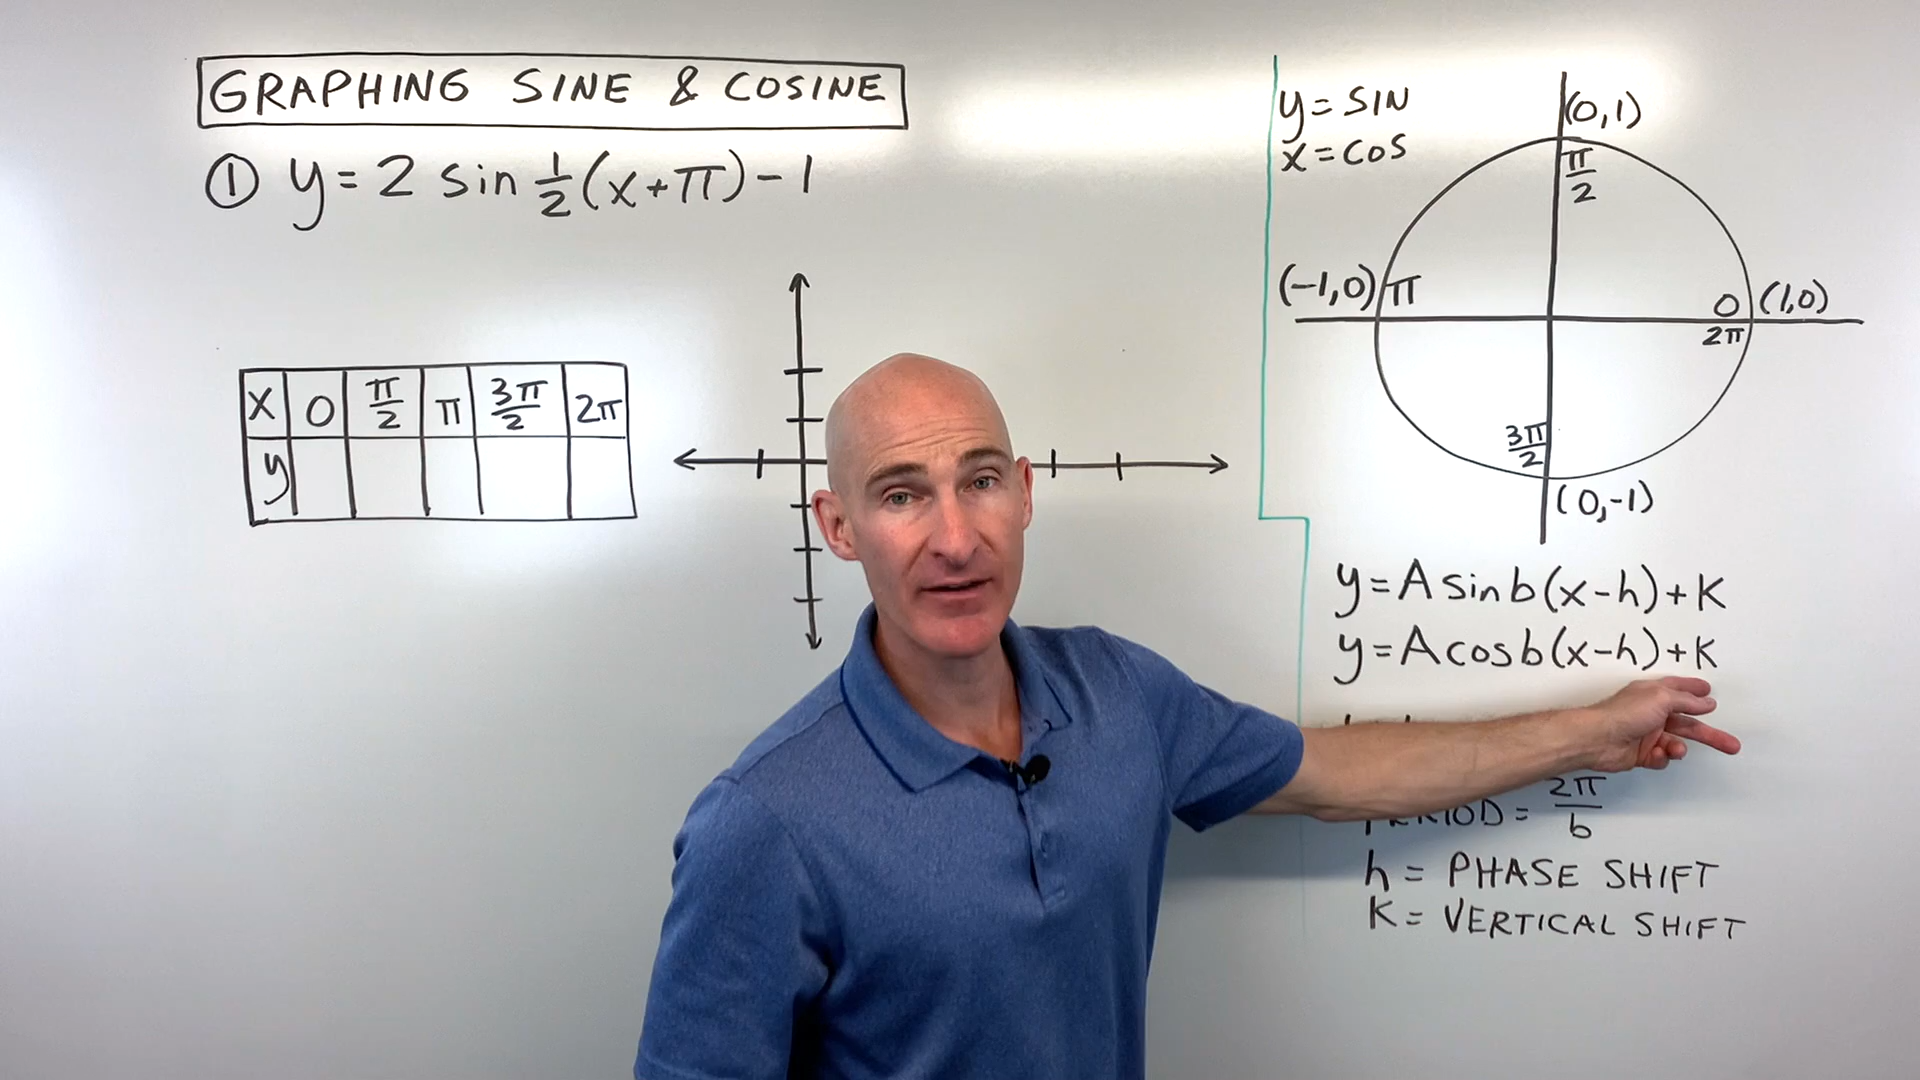 GRAPHING SINE & COSINE
① y = 2 sin 1/2 (x+π) - 1
x 0 π/2 π 3π/2 2π
y
y = SIN
x = COS
(0,1)
π/2
(-1,0) π
0 (1,0)
2π
3π/2
(0,-1)
y = A sin b(x-h)+K
y = A cos b(x-h)+K
PERIOD = 2π/b
h = PHASE SHIFT
K = VERTICAL SHIFT